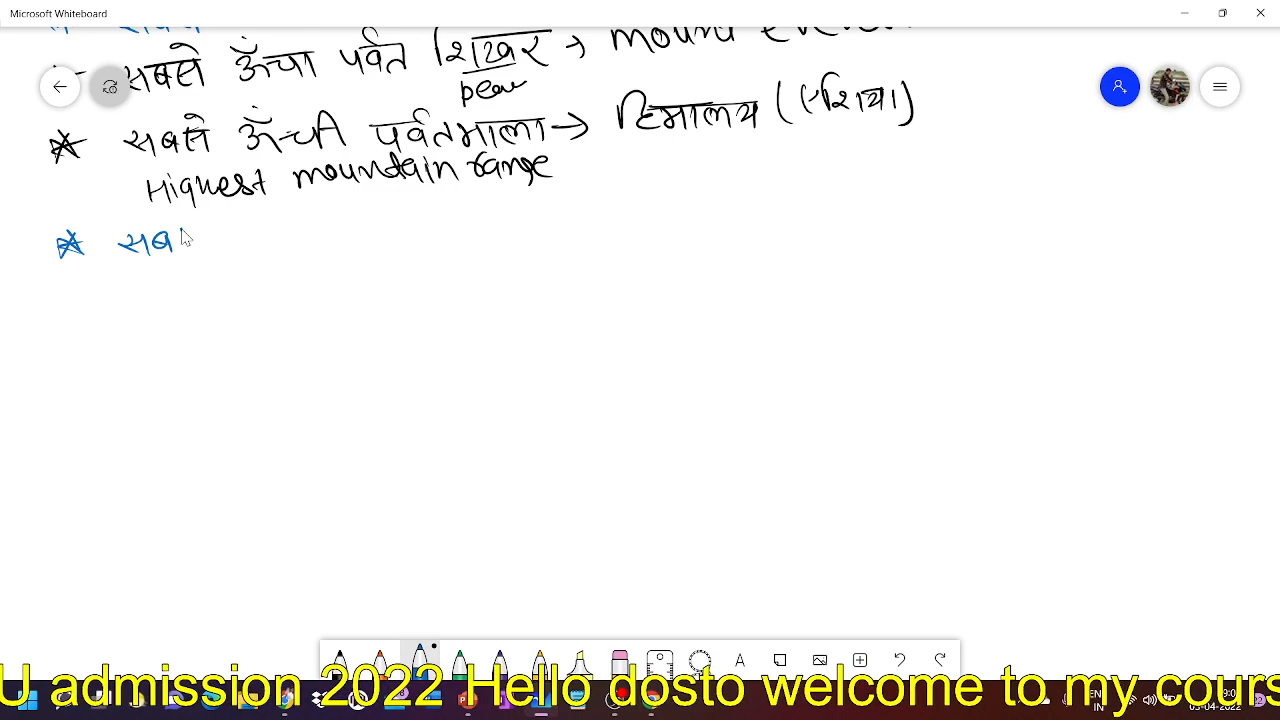 Microsoft Whiteboard
सबसे ऊँचा पर्वत शिखर →
peak
* सबसे ऊँची पर्वतमाला → हिमालय (एशिया)
Highest mountain range
* सब
U admission 2022 Hello dosto welcome to my cours